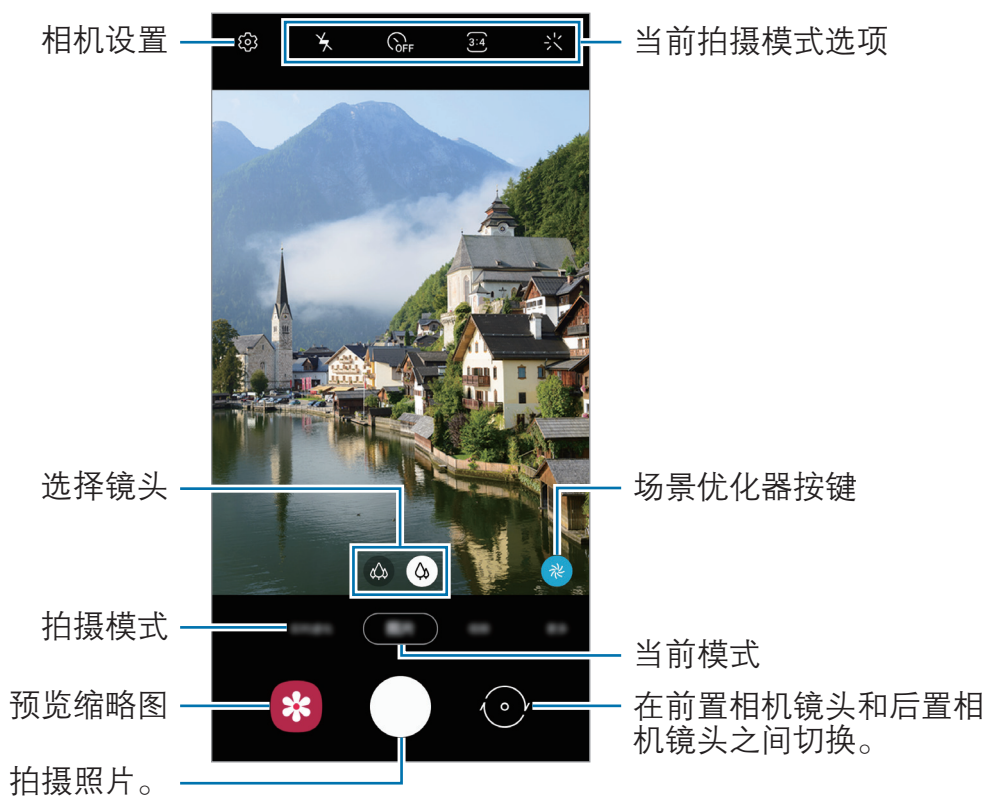 相机设置
OFF
3:4
当前拍摄模式选项
选择镜头
场景优化器按键
拍摄模式
当前模式
预览缩略图
在前置相机镜头和后置相
机镜头之间切换。
拍摄照片。